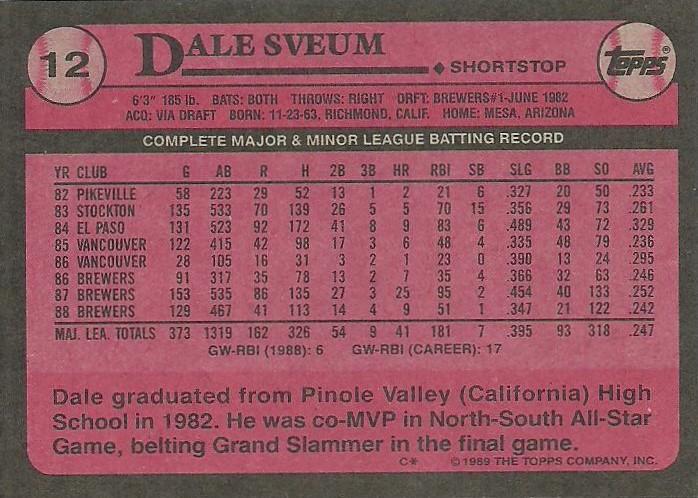 12
DALE SVEUM
TOPPS®
◆ SHORTSTOP
6'3" 185 lb. BATS: BOTH THROWS: RIGHT DRFT: BREWERS#1-JUNE 1982
ACQ: VIA DRAFT BORN: 11-23-63, RICHMOND, CALIF. HOME: MESA, ARIZONA
COMPLETE MAJOR & MINOR LEAGUE BATTING RECORD
YR CLUB G AB R H 2B 3B HR RBI SB SLG BB SO AVG
82 PIKEVILLE 58 223 29 52 13 1 2 21 6 .327 20 50 .233
83 STOCKTON 135 533 70 139 26 5 5 70 15 .356 29 73 .261
84 EL PASO 131 523 92 172 41 8 9 83 6 .489 43 72 .329
85 VANCOUVER 122 415 42 98 17 3 6 48 4 .335 48 79 .236
86 VANCOUVER 28 105 16 31 3 2 1 23 0 .390 13 24 .295
86 BREWERS 91 317 35 78 13 2 7 35 4 .366 32 63 .246
87 BREWERS 153 535 86 135 27 3 25 95 2 .454 40 133 .252
88 BREWERS 129 467 41 113 14 4 9 51 1 .347 21 122 .242
MAJ. LEA. TOTALS 373 1319 162 326 54 9 41 181 7 .395 93 318 .247
GW-RBI (1988): 6 GW-RBI (CAREER): 17
Dale graduated from Pinole Valley (California) High
School in 1982. He was co-MVP in North-South All-Star
Game, belting Grand Slammer in the final game.
C* © 1989 THE TOPPS COMPANY, INC.